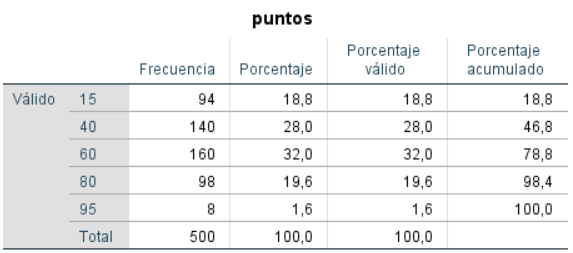 puntos
Frecuencia Porcentaje Porcentaje válido Porcentaje acumulado
Válido 15 94 18,8 18,8 18,8
40 140 28,0 28,0 46,8
60 160 32,0 32,0 78,8
80 98 19,6 19,6 98,4
95 8 1,6 1,6 100,0
Total 500 100,0 100,0